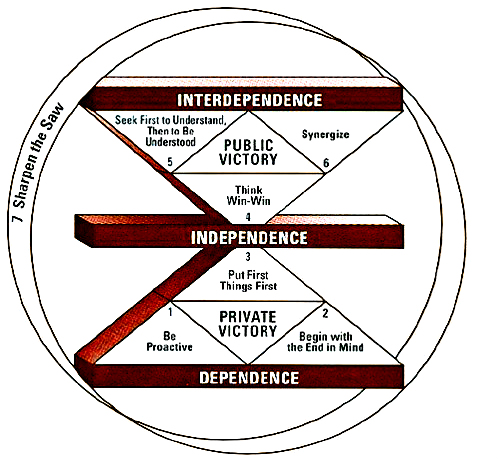 7 Sharpen the Saw
INTERDEPENDENCE
Seek First to Understand,
Then to Be
Understood
5
PUBLIC
VICTORY
Synergize
6
Think
Win-Win
4
INDEPENDENCE
3
Put First
Things First
1
PRIVATE
VICTORY
2
Be
Proactive
Begin with
the End in Mind
DEPENDENCE